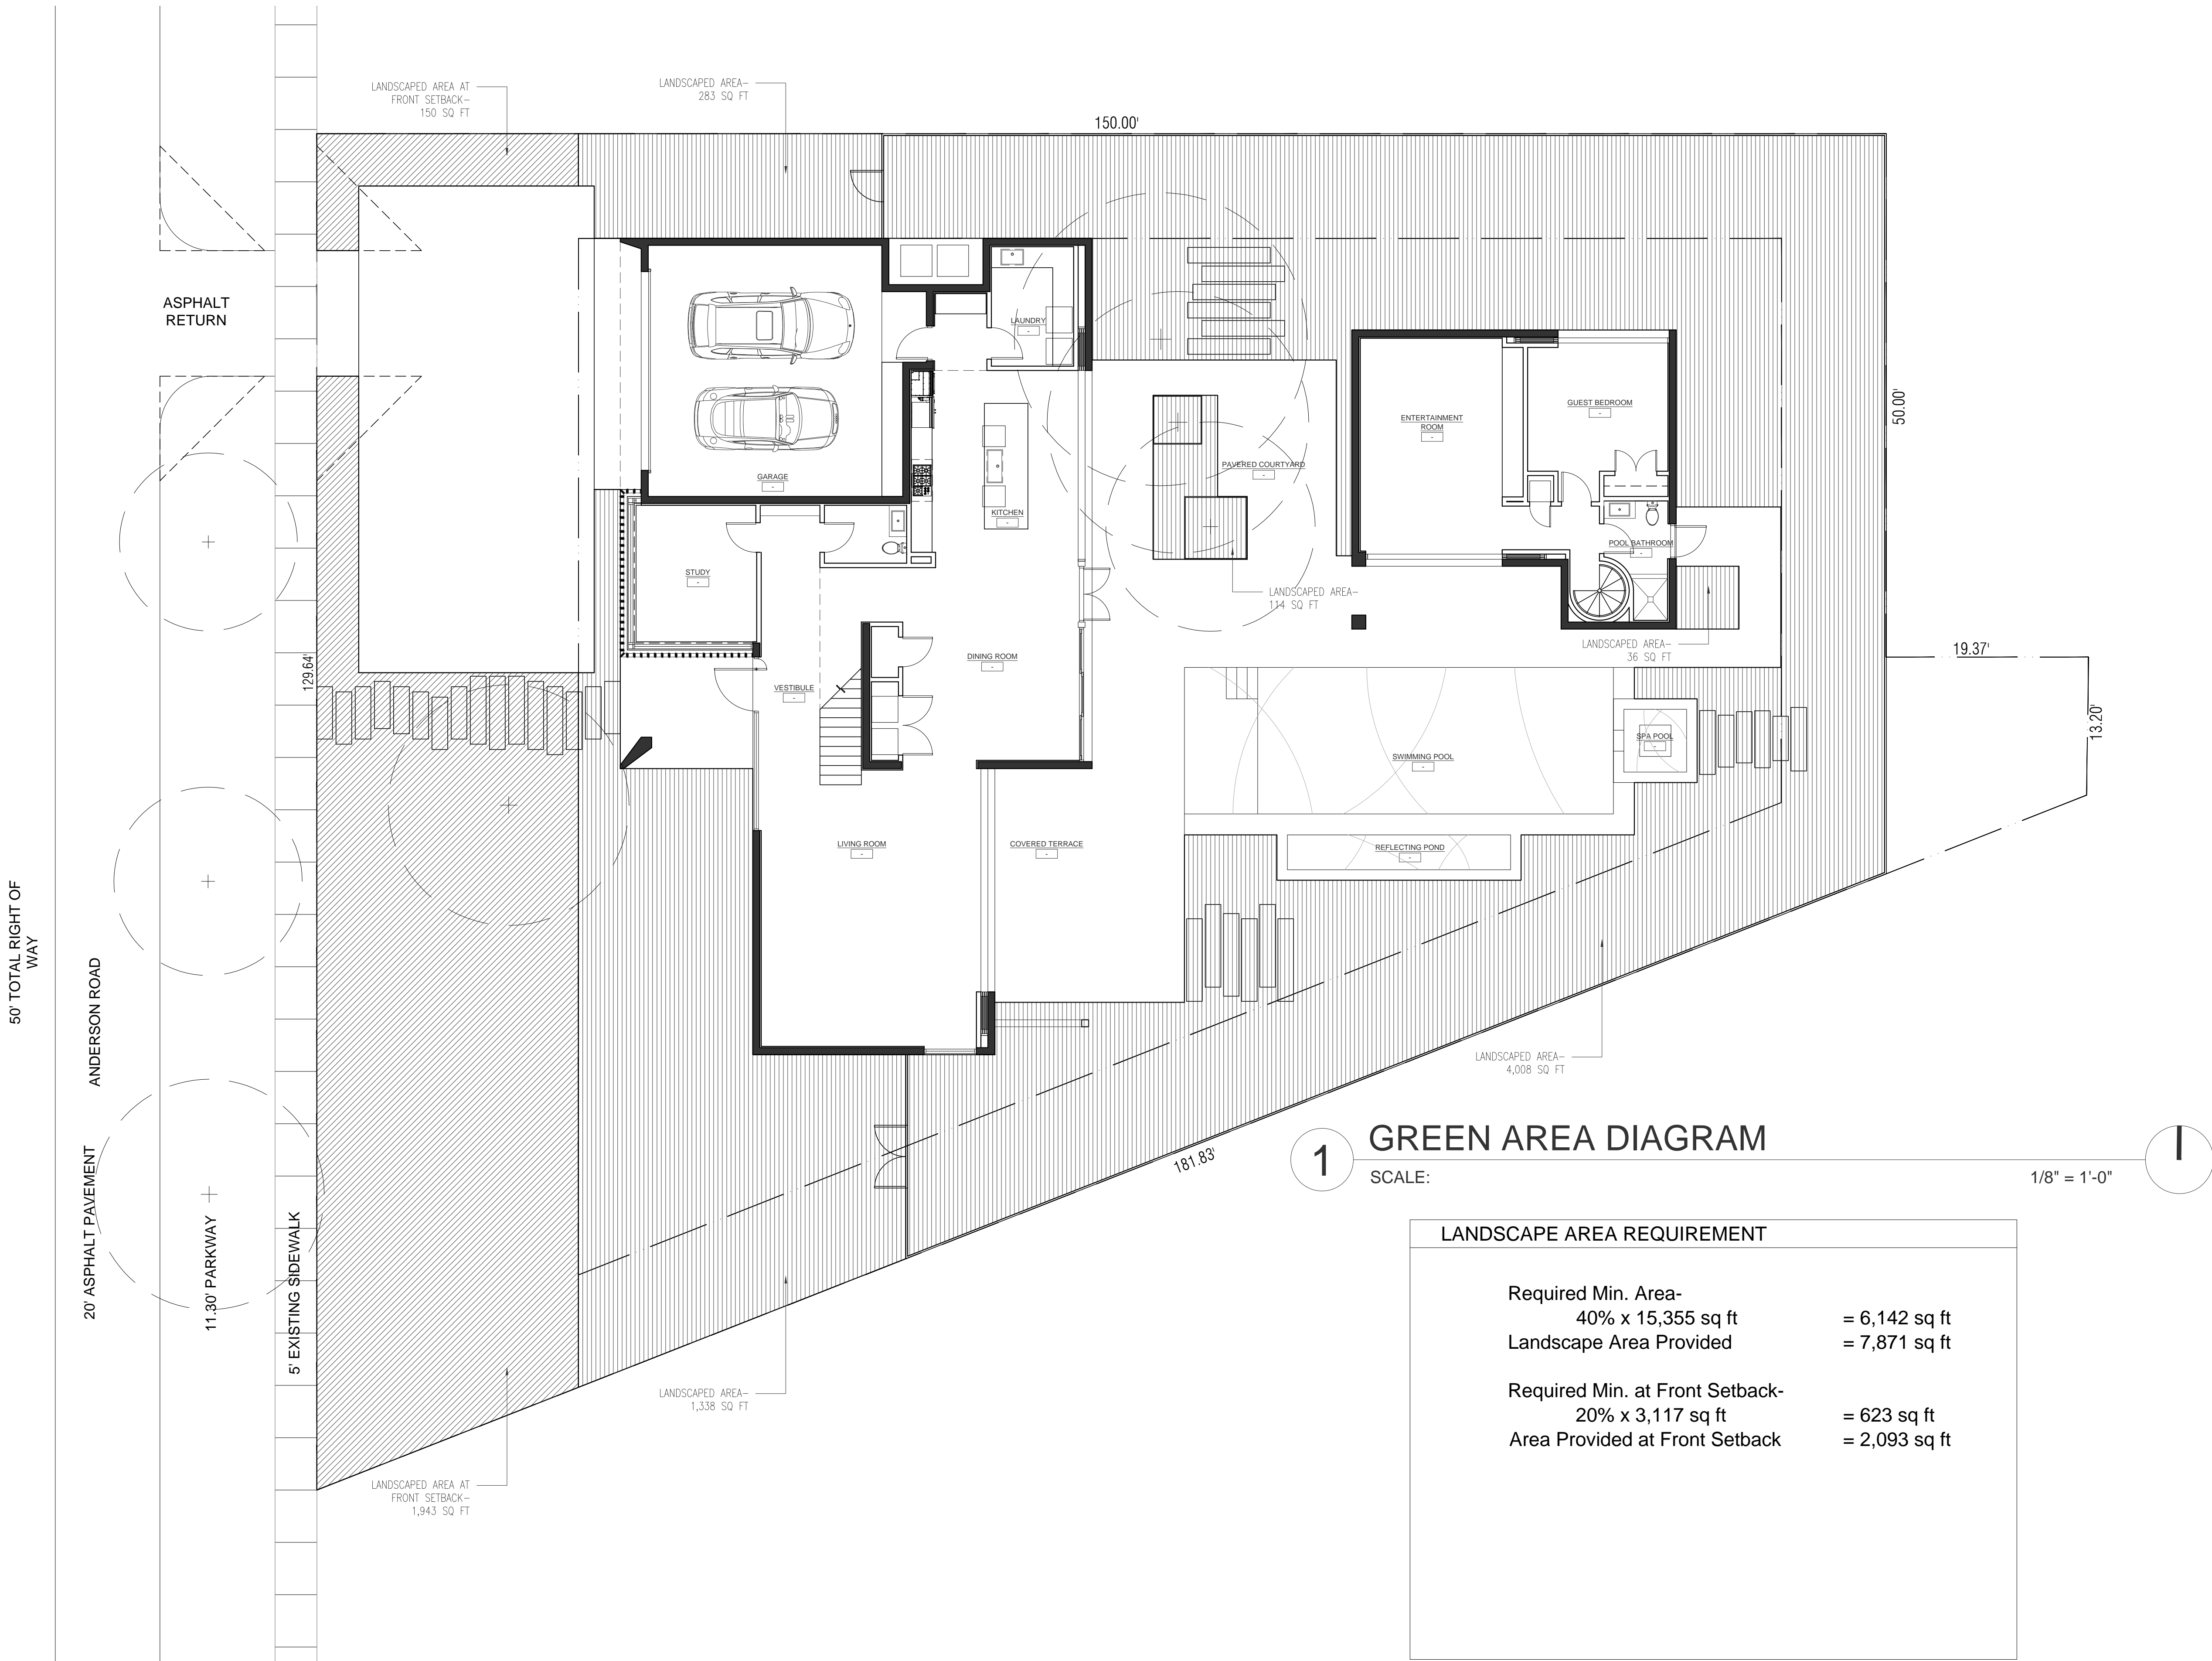 LANDSCAPED AREA AT
FRONT SETBACK-
150 SQ FT
LANDSCAPED AREA-
283 SQ FT
150.00'
ASPHALT
RETURN
LAUNDRY
-
50.00'
GUEST BEDROOM
-
ENTERTAINMENT
ROOM
-
PAVERED COURTYARD
-
GARAGE
-
KITCHEN
-
POOL BATHROOM
-
STUDY
-
LANDSCAPED AREA-
114 SQ FT
LANDSCAPED AREA-
36 SQ FT
19.37'
DINING ROOM
-
129.64'
VESTIBULE
-
13.20'
SPA POOL
-
SWIMMING POOL
-
LIVING ROOM
-
COVERED TERRACE
-
REFLECTING POND
-
50' TOTAL RIGHT OF
WAY
ANDERSON ROAD
20' ASPHALT PAVEMENT
11.30' PARKWAY
5' EXISTING SIDEWALK
LANDSCAPED AREA-
4,008 SQ FT
181.83'
1
GREEN AREA DIAGRAM
SCALE:
1/8" = 1'-0"
LANDSCAPE AREA REQUIREMENT
Required Min. Area-
40% x 15,355 sq ft = 6,142 sq ft
Landscape Area Provided = 7,871 sq ft
Required Min. at Front Setback-
20% x 3,117 sq ft = 623 sq ft
Area Provided at Front Setback = 2,093 sq ft
LANDSCAPED AREA-
1,338 SQ FT
LANDSCAPED AREA AT
FRONT SETBACK-
1,943 SQ FT